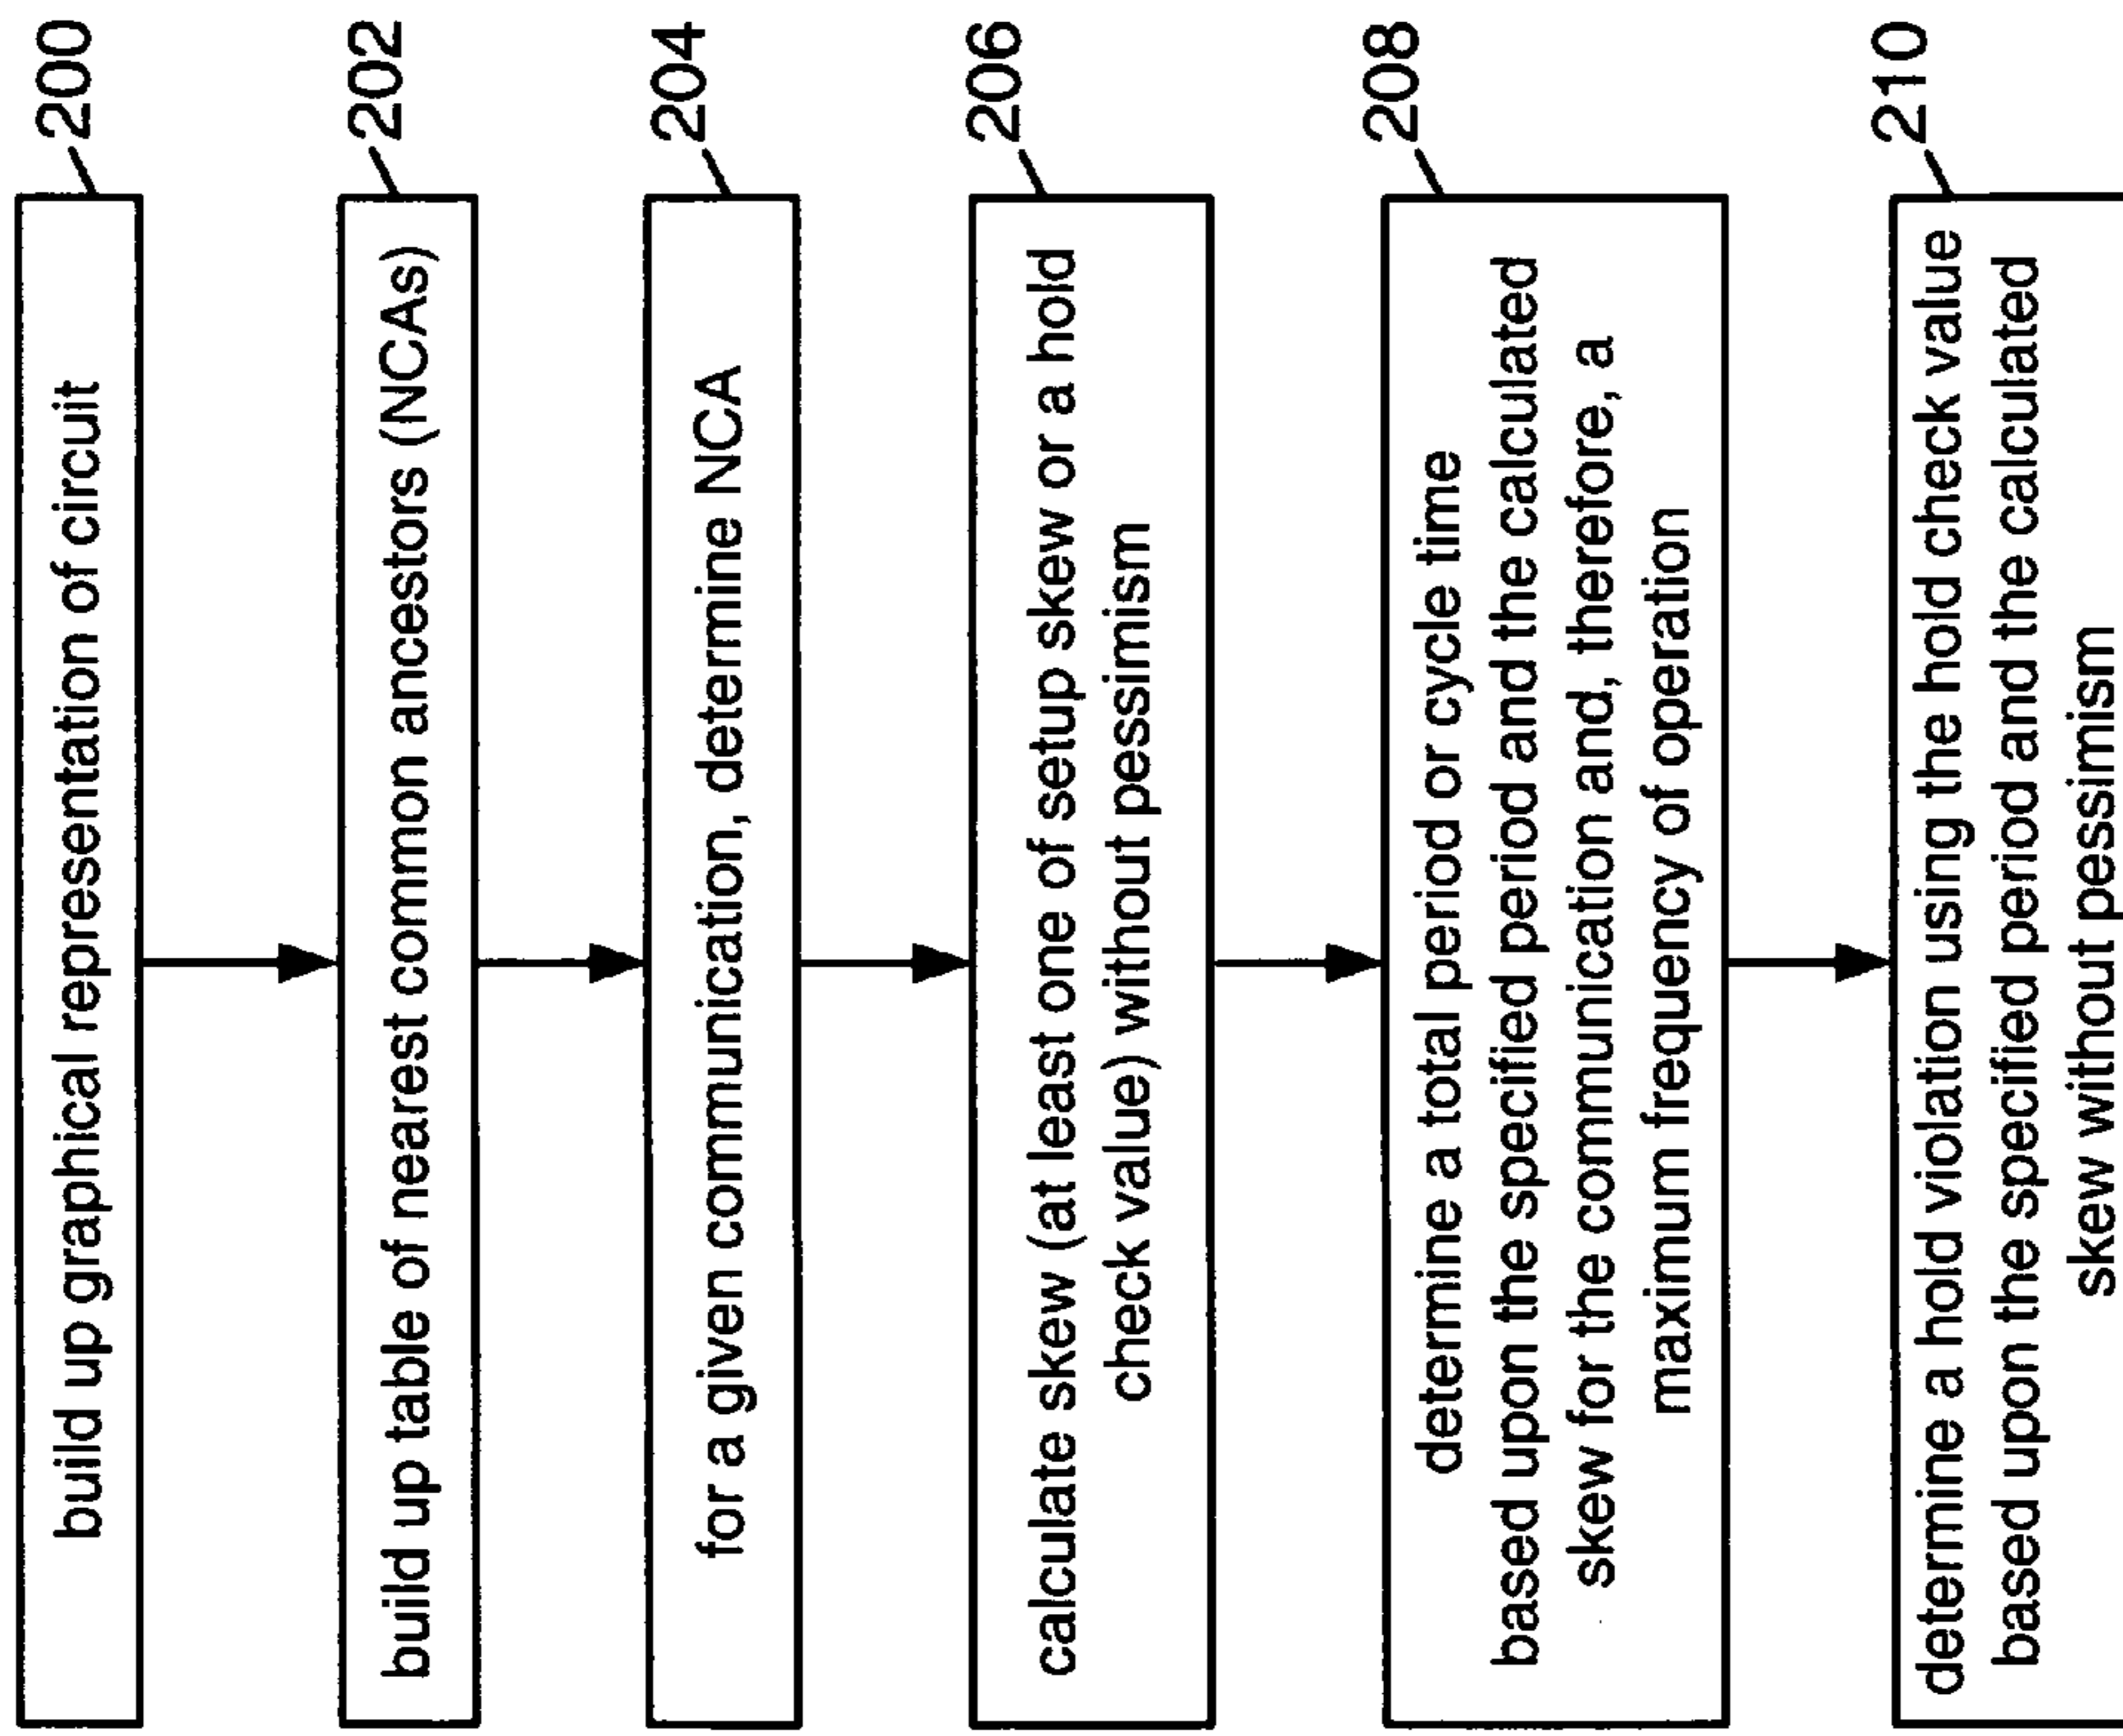 build up graphical representation of circuit
200
build up table of nearest common ancestors (NCAs)
202
for a given communication, determine NCA
204
calculate skew (at least one of setup skew or a hold
check value) without pessimism
206
determine a total period or cycle time
based upon the specified period and the calculated
skew for the communication and, therefore, a
maximum frequency of operation
208
determine a hold violation using the hold check value
based upon the specified period and the calculated
skew without pessimism
210